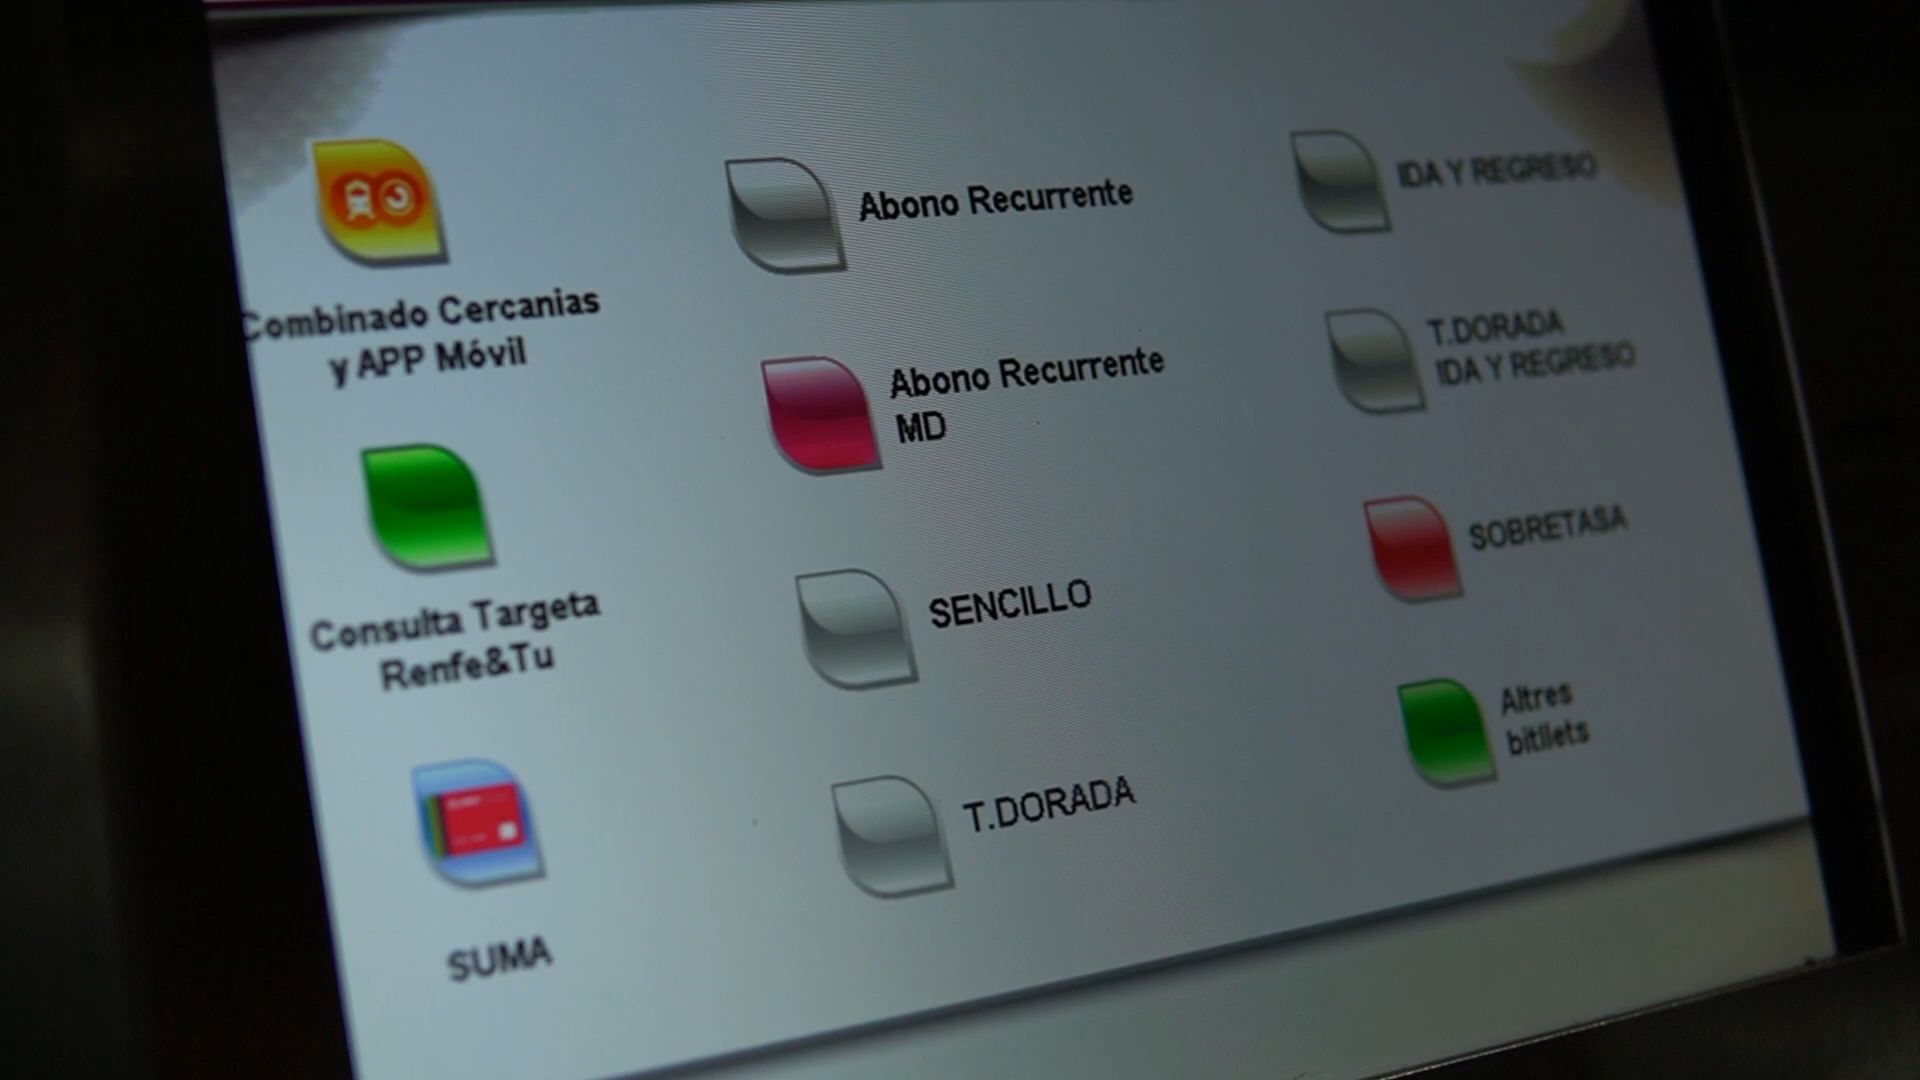 Combinado Cercanias
y APP Móvil
Consulta Targeta
Renfe&Tu
SUMA
Abono Recurrente
Abono Recurrente
MD
SENCILLO
T.DORADA
IDA Y REGRESO
T.DORADA
IDA Y REGRESO
SOBRETASA
Altres
bitllets